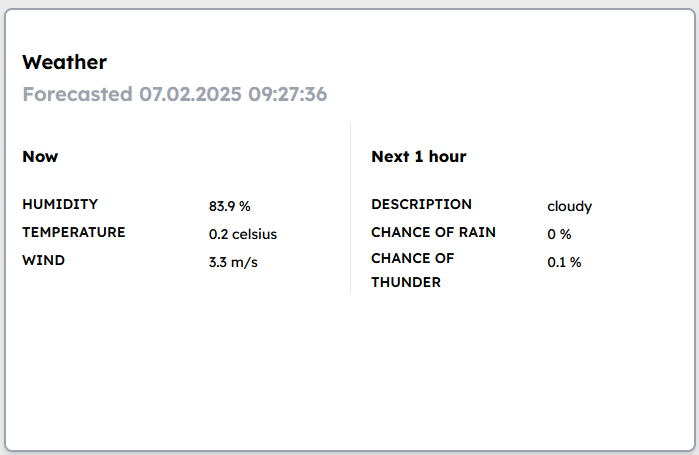 Weather
Forecasted 07.02.2025 09:27:36
Now
HUMIDITY 83.9 %
TEMPERATURE 0.2 celsius
WIND 3.3 m/s
Next 1 hour
DESCRIPTION cloudy
CHANCE OF RAIN 0 %
CHANCE OF 0.1 %
THUNDER